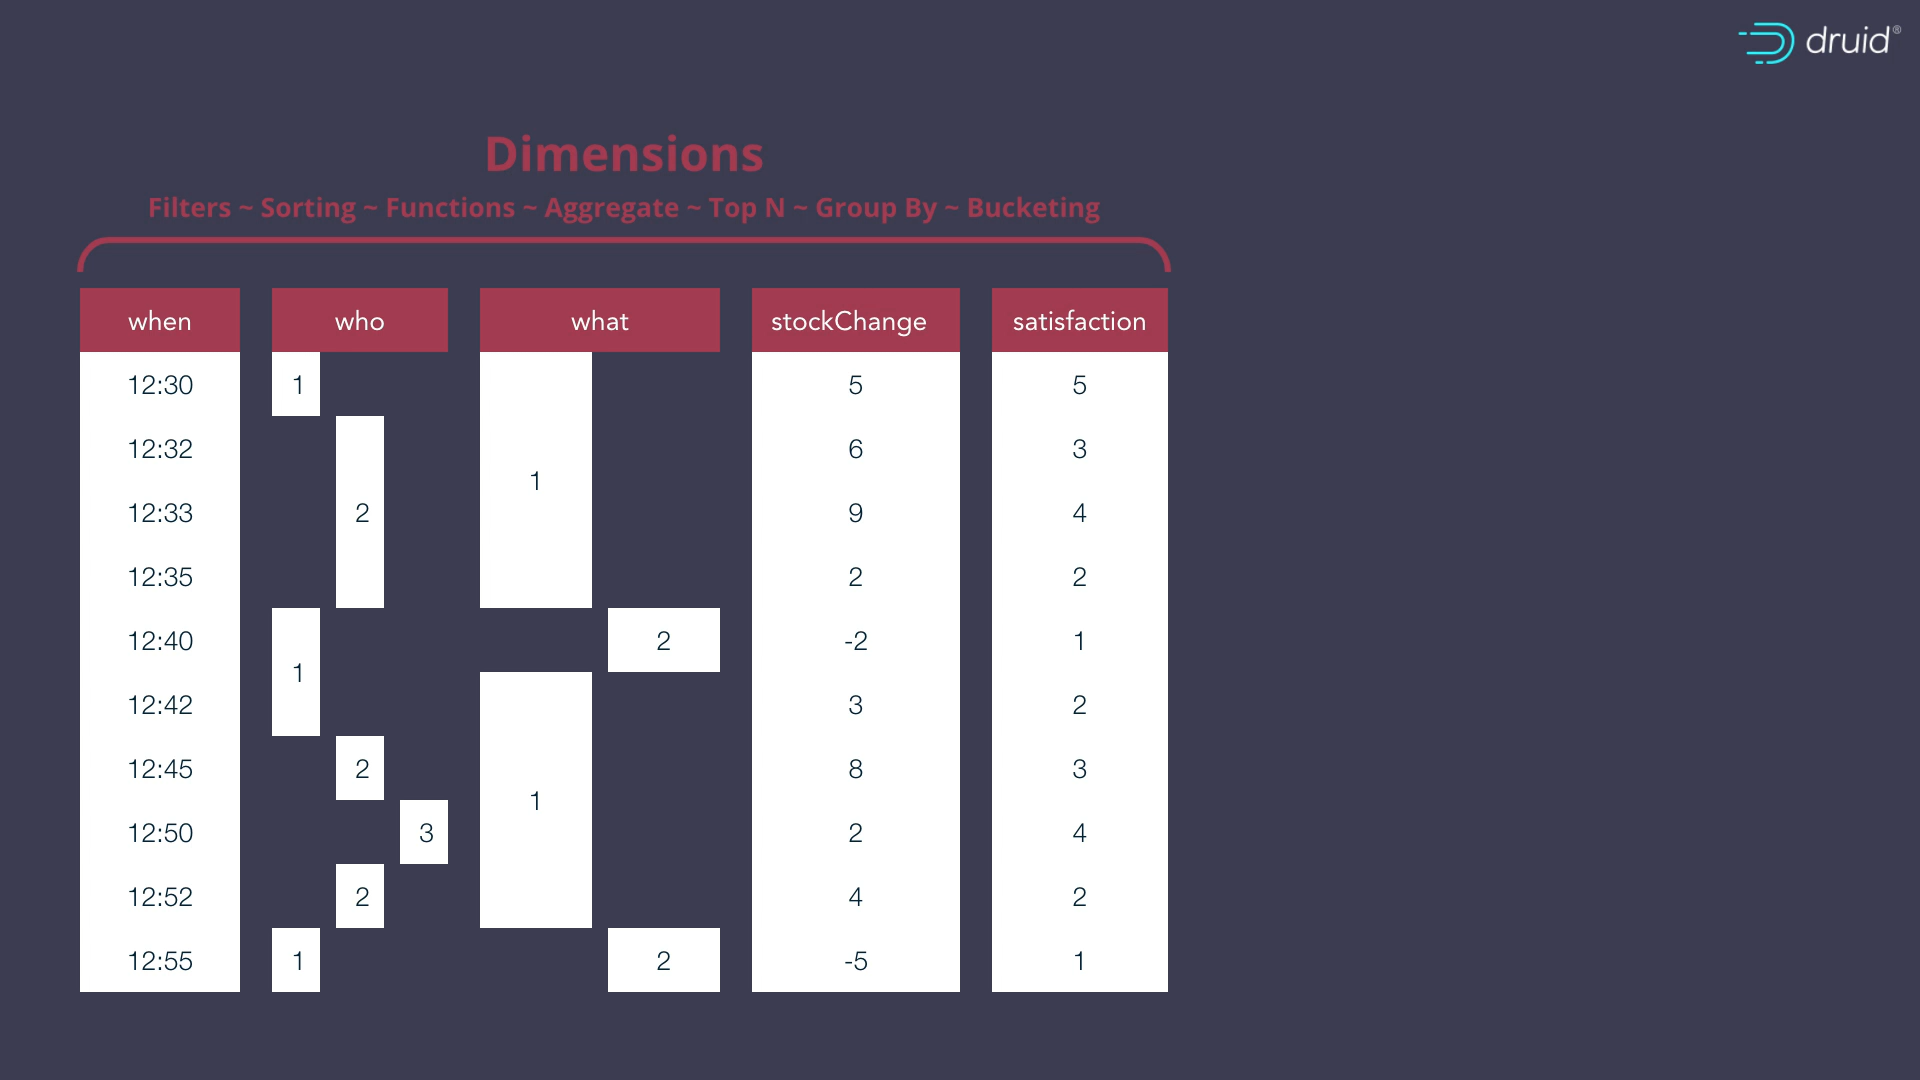 druid®
Dimensions
Filters ~ Sorting ~ Functions ~ Aggregate ~ Top N ~ Group By ~ Bucketing
when who what stockChange satisfaction
12:30 1 5 5
12:32 6 3
1
12:33 2 9 4
12:35 2 2
12:40 2 -2 1
1
12:42 3 2
12:45 2 8 3
1
12:50 3 2 4
12:52 2 4 2
12:55 1 2 -5 1